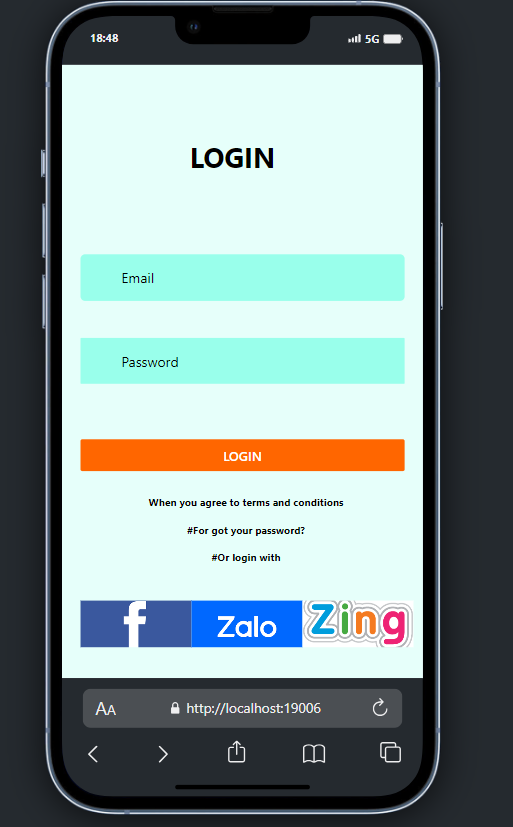 18:48
5G
LOGIN
Email
Password
LOGIN
When you agree to terms and conditions
#For got your password?
#Or login with
f Zalo Zing
AA http://localhost:19006